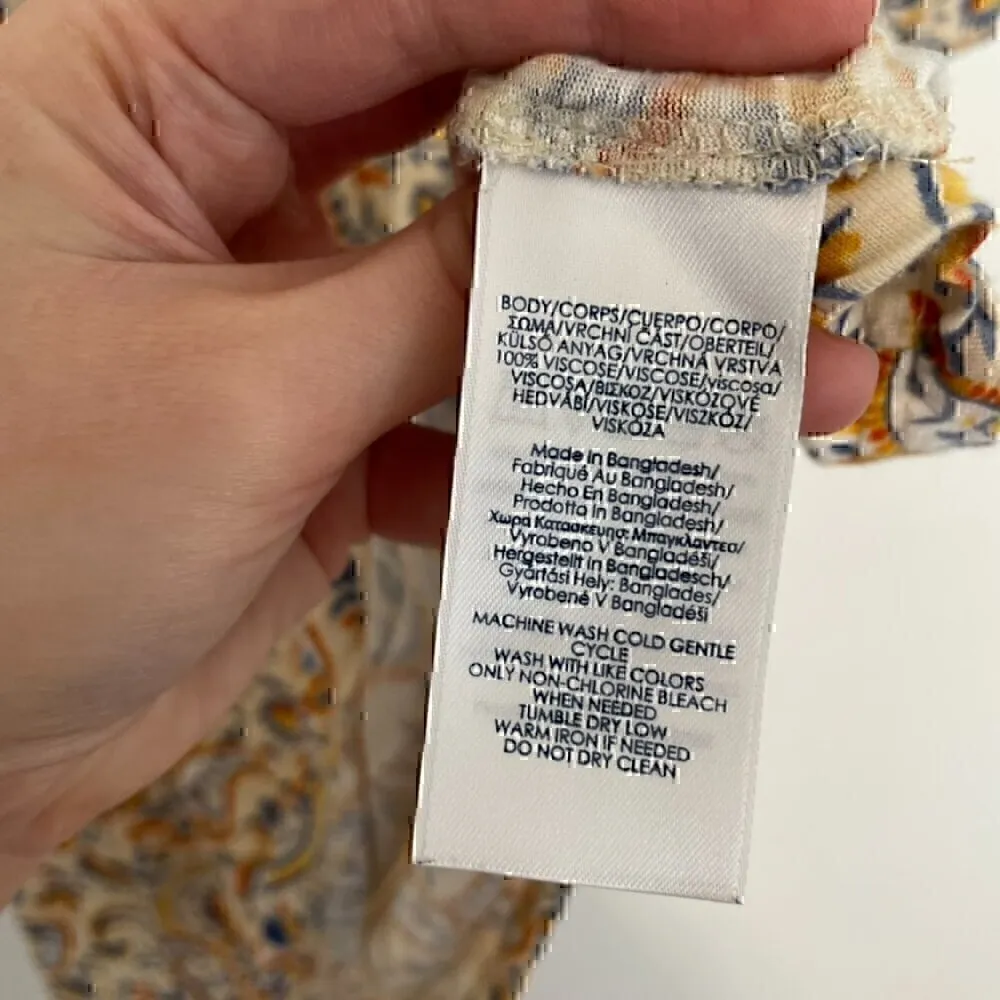 BODY/CORPS/CUERPO/CORPO/
ΣΩΜΑ/VRCHNÍ ČÁST/OBERTEIL/
KÜLSŐ ANYAG/VRCHNÁ VRSTVA
100% VISCOSE/VISCOSE/viscosa/
VISCOSA/ΒΙΣΚΟΖ/VISKÓZOVÉ
HEDVÁBÍ/VISKOSE/VISZKÓZ/
VISKÓZA
Made In Bangladesh/
Fabriqué Au Bangladesh/
Hecho En Bangladesh/
Prodotta In Bangladesh/
Χωρα Κατασκευης: Μπαγκλαντεσ/
Vyrobeno V Bangladéši/
Hergestellt In Bangladesch/
Gyártási Hely: Banglades/
Vyrobené V Bangladéši
MACHINE WASH COLD GENTLE
CYCLE
WASH WITH LIKE COLORS
ONLY NON-CHLORINE BLEACH
WHEN NEEDED
TUMBLE DRY LOW
WARM IRON IF NEEDED
DO NOT DRY CLEAN